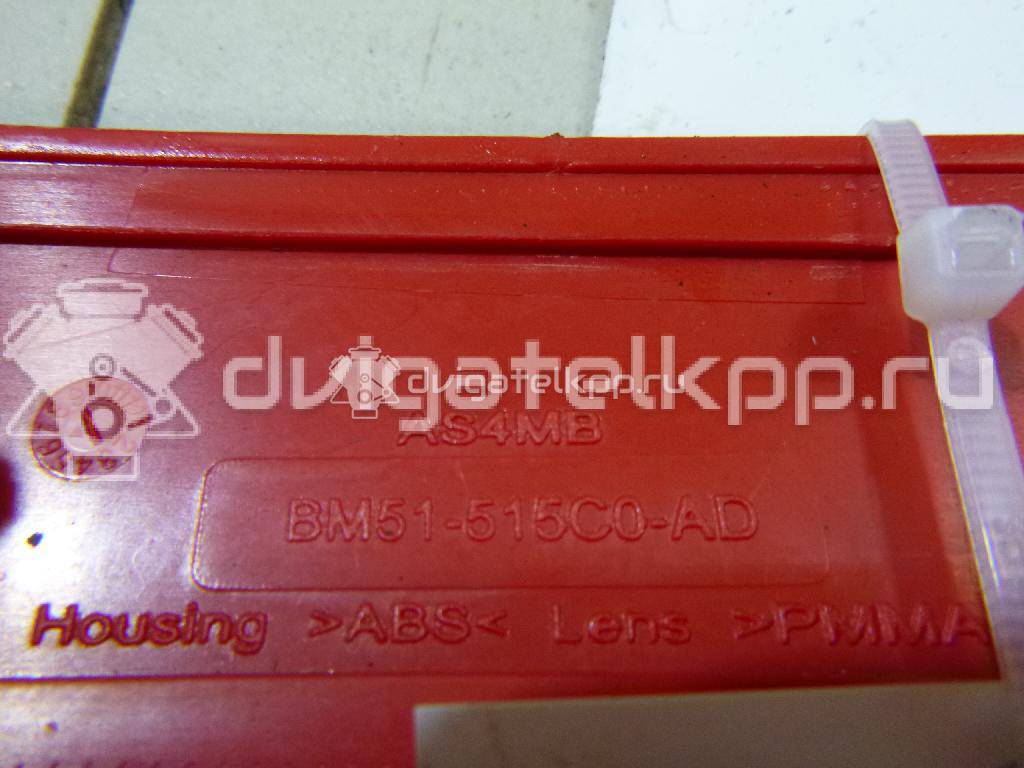 dvigatelkpp.ru
dvigatelkpp.ru
AS4MB
BM51-515C0-AD
Housing >ABS< Lens >PMMA